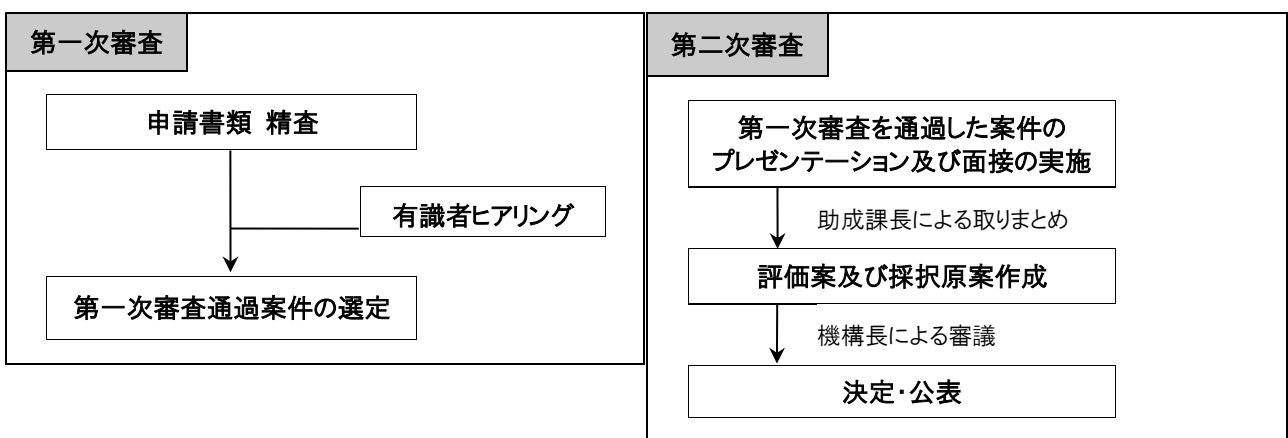 第一次審査
申請書類 精査
有識者ヒアリング
第一次審査通過案件の選定
第二次審査
第一次審査を通過した案件の
プレゼンテーション及び面接の実施
助成課長による取りまとめ
評価案及び採択原案作成
機構長による審議
決定・公表